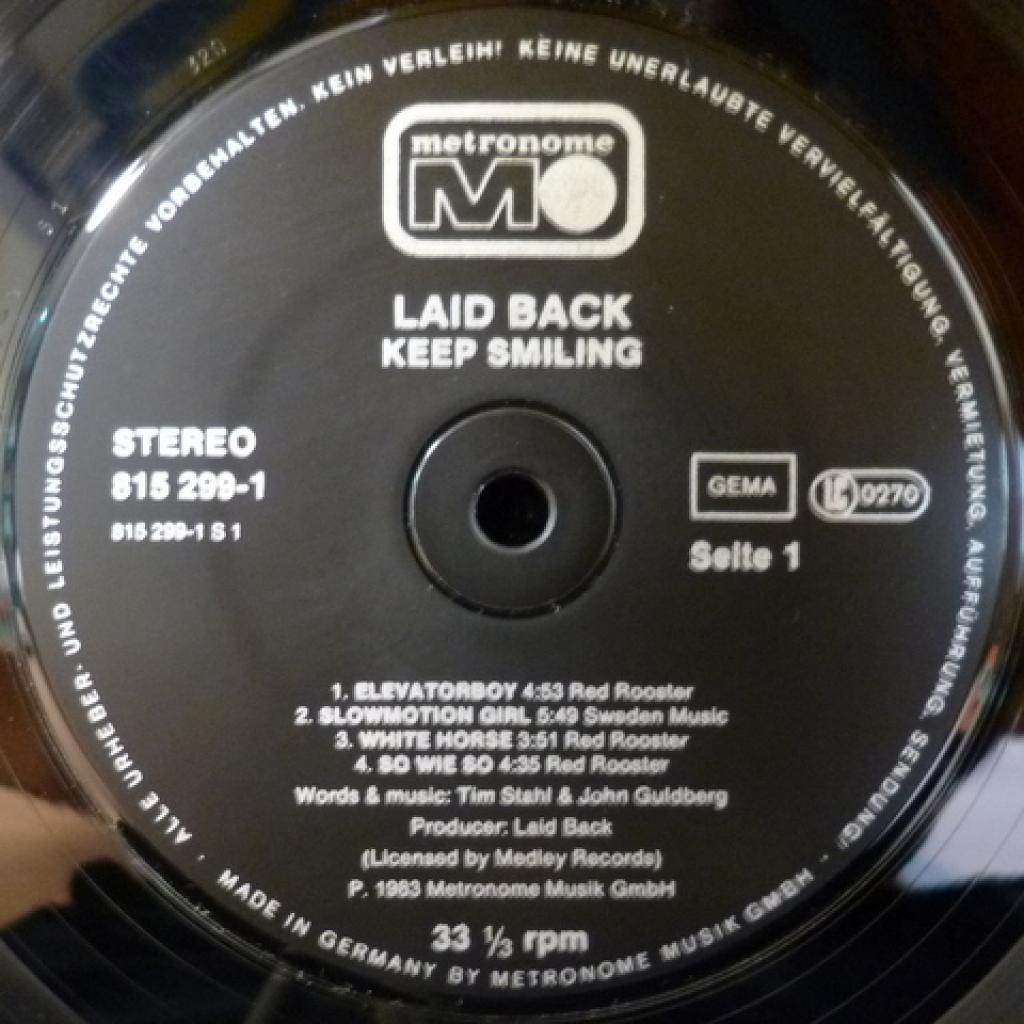 ALLE URHEBER- UND LEISTUNGSSCHUTZRECHTE VORBEHALTEN. KEIN VERLEIH! KEINE UNERLAUBTE VERVIELFÄLTIGUNG, VERMIETUNG, AUFFÜHRUNG, SENDUNG!
metronome
MO
LAID BACK
KEEP SMILING
STEREO
815 299-1
815 299-1 S 1
GEMA
LC 0270
Seite 1
1. ELEVATORBOY 4:53 Red Rooster
2. SLOWMOTION GIRL 5:49 Sweden Music
3. WHITE HORSE 3:51 Red Rooster
4. SO WIE SO 4:35 Red Rooster
Words & music: Tim Stahl & John Guldberg
Producer: Laid Back
(Licensed by Medley Records)
P. 1983 Metronome Musik GmbH
33 ⅓ rpm
MADE IN GERMANY BY METRONOME MUSIK GMBH
320
S 1